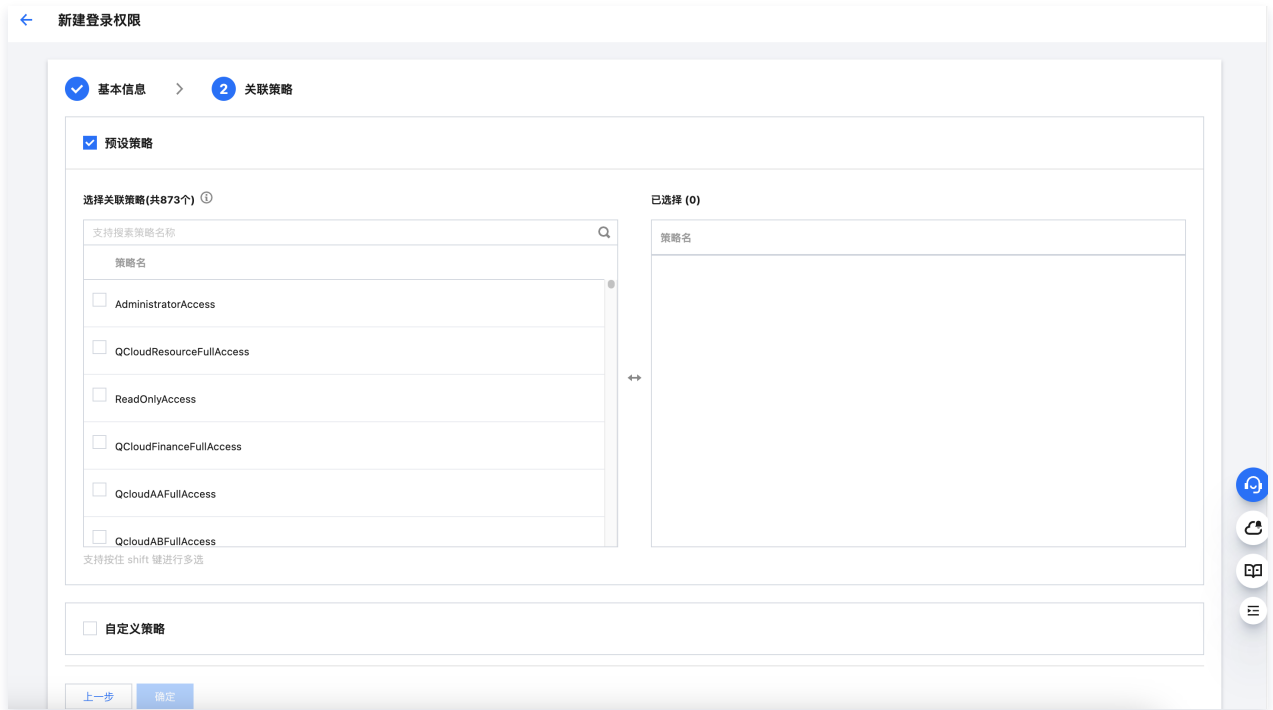 新建登录权限
基本信息
2 关联策略
预设策略
选择关联策略(共873个)
支持搜素策略名称
策略名
AdministratorAccess
QCloudResourceFullAccess
ReadOnlyAccess
QCloudFinanceFullAccess
QcloudAAFullAccess
QcloudABFullAccess
支持按住 shift 键进行多选
已选择 (0)
策略名
自定义策略
上一步 确定